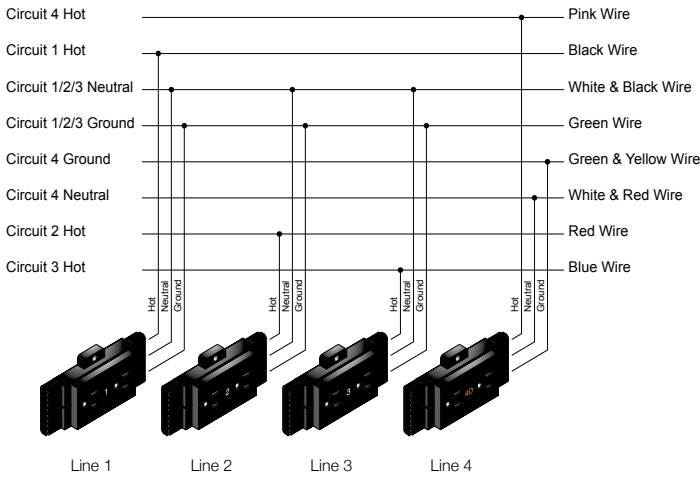 Circuit 4 Hot Pink Wire
Circuit 1 Hot Black Wire
Circuit 1/2/3 Neutral White & Black Wire
Circuit 1/2/3 Ground Green Wire
Circuit 4 Ground Green & Yellow Wire
Circuit 4 Neutral White & Red Wire
Circuit 2 Hot Red Wire
Circuit 3 Hot Blue Wire
Hot Neutral Ground Hot Neutral Ground Hot Neutral Ground Hot Neutral Ground
1 2 3 4D
Line 1 Line 2 Line 3 Line 4